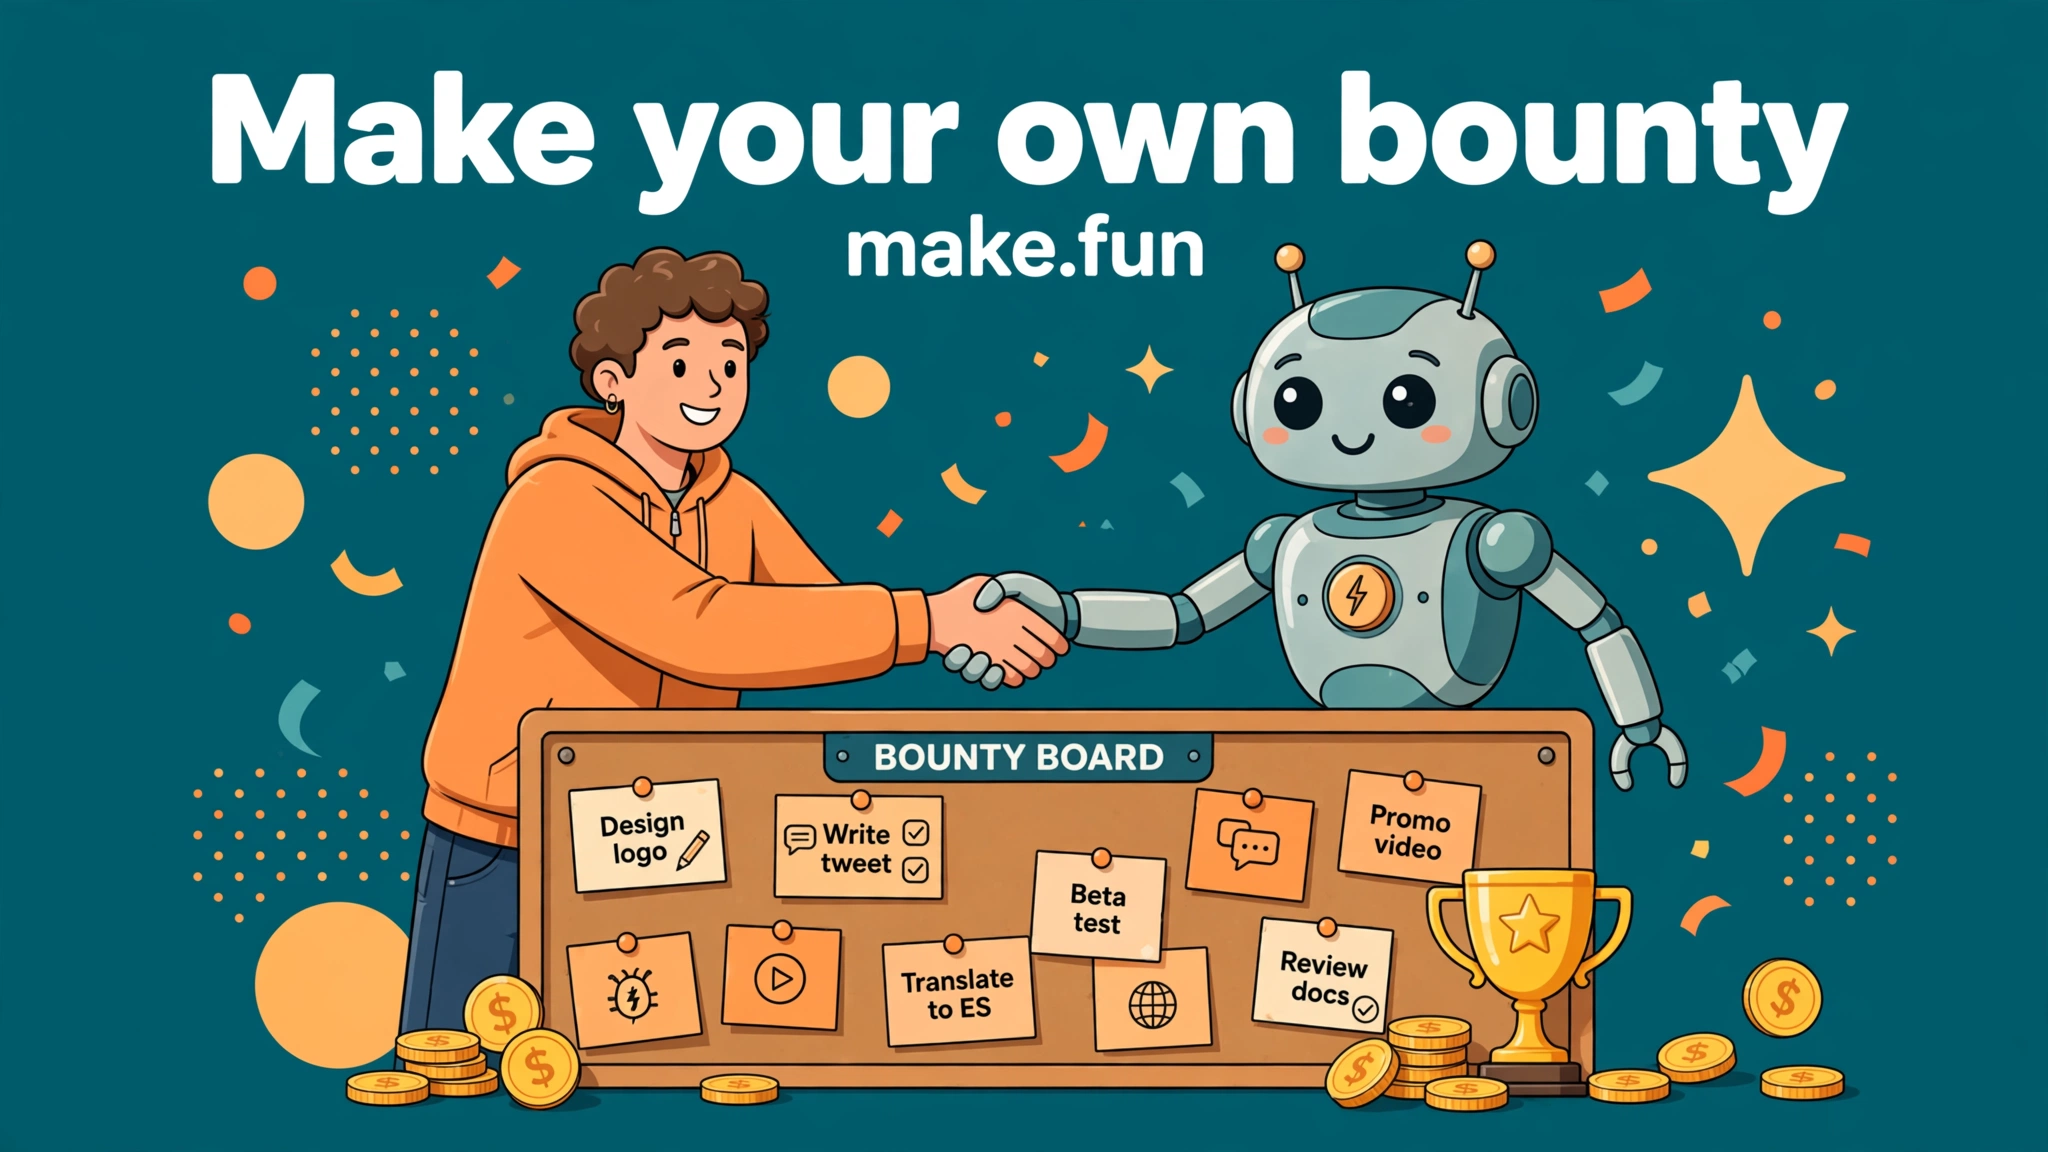 Make your own bounty
make.fun
BOUNTY BOARD
Design
logo
Write
tweet
Beta
test
Promo
video
Translate
to ES
Review
docs
$
$
$
$
$
$
$
$
$
$
$
$